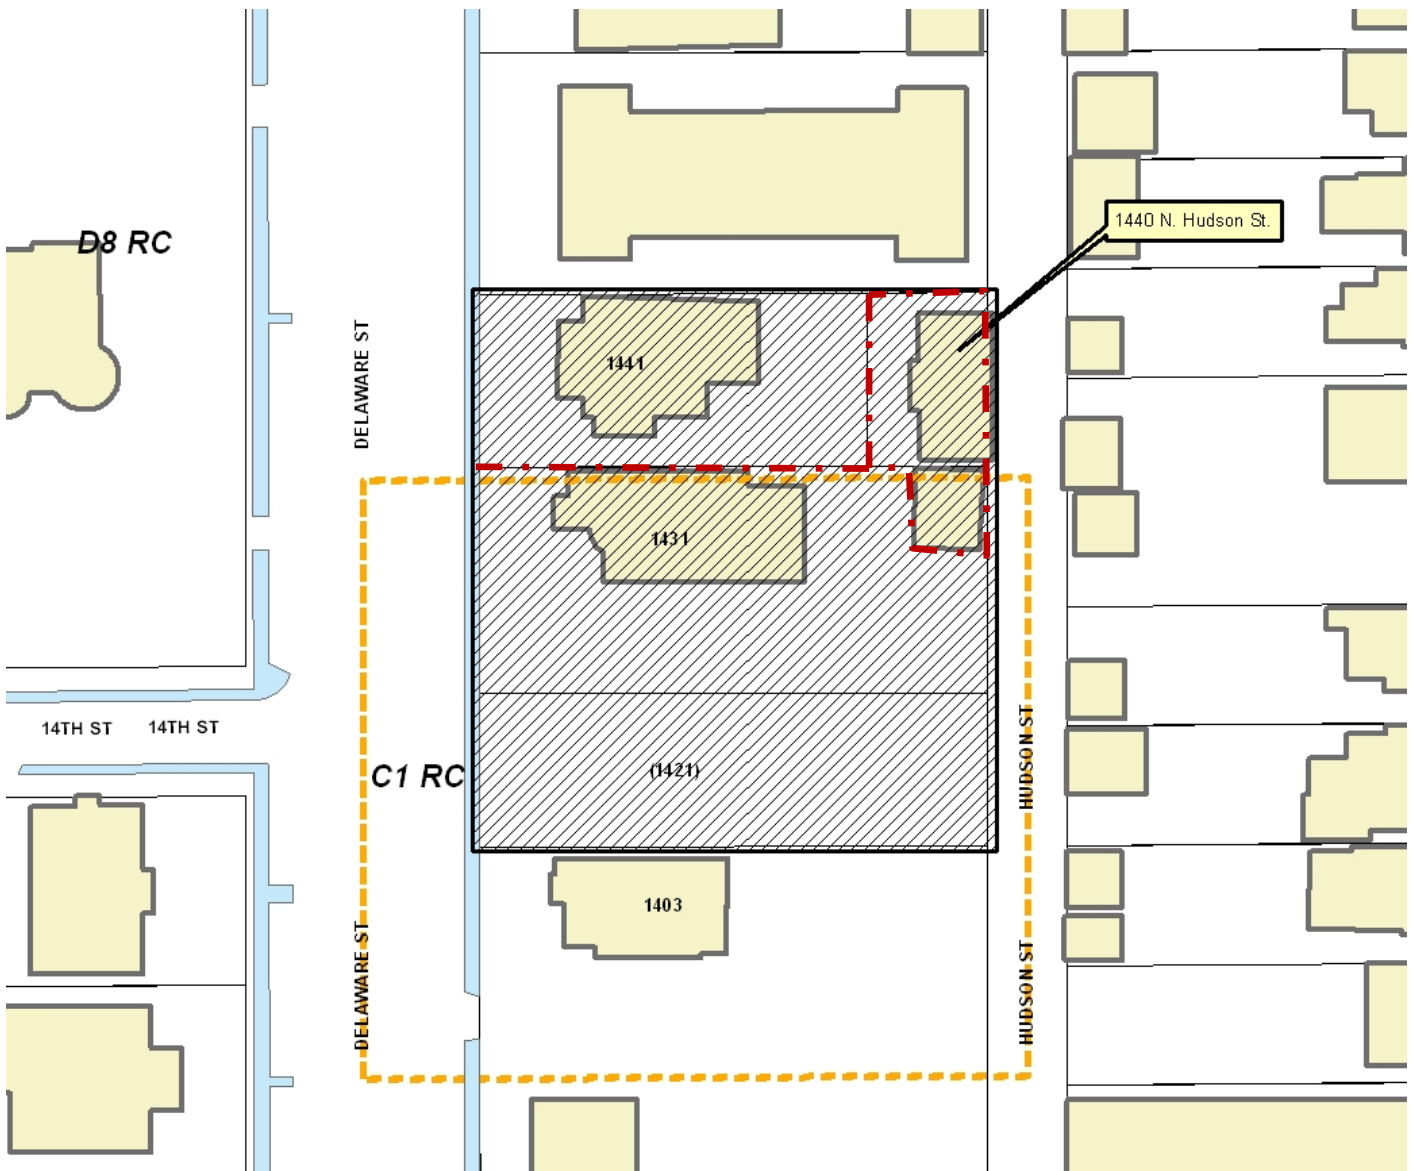 D8 RC
1440 N. Hudson St.
DELAWARE ST
1441
1431
14TH ST
14TH ST
C1 RC
(1421)
HUDSON ST
1403
DELAWARE ST
HUDSON ST